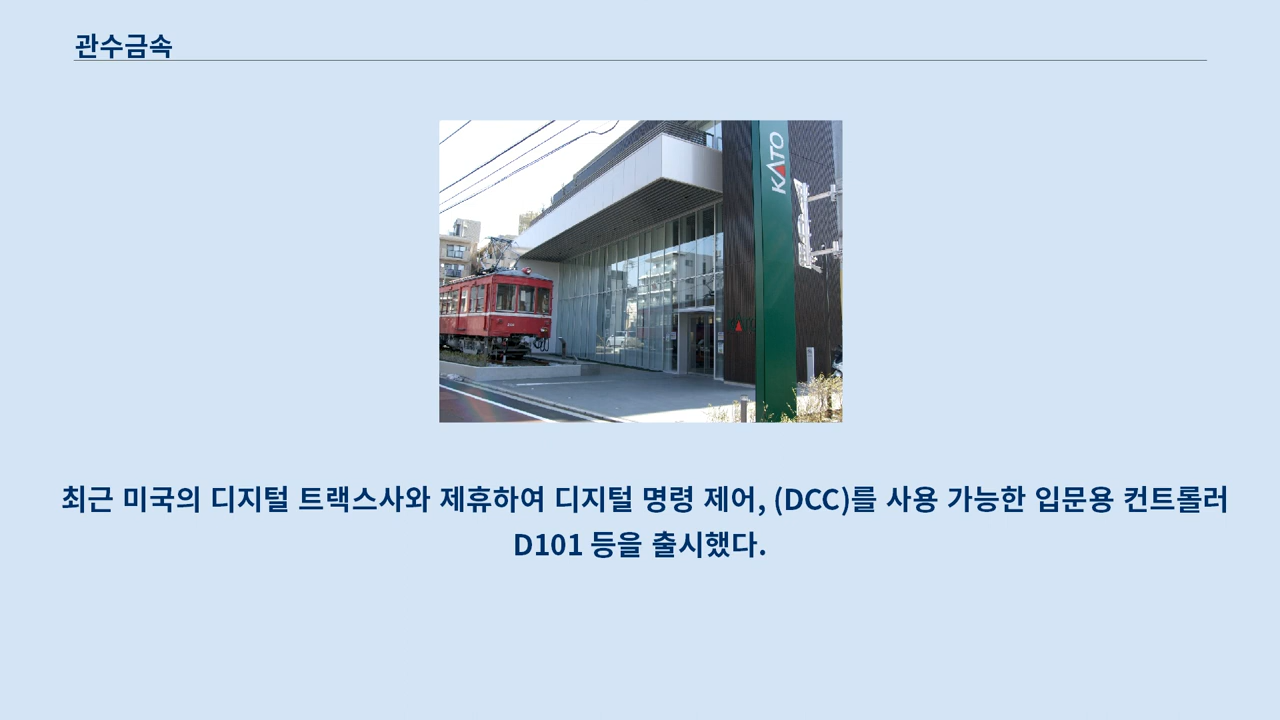 관수금속
KATO
최근 미국의 디지털 트랙스사와 제휴하여 디지털 명령 제어, (DCC)를 사용 가능한 입문용 컨트롤러
D101 등을 출시했다.